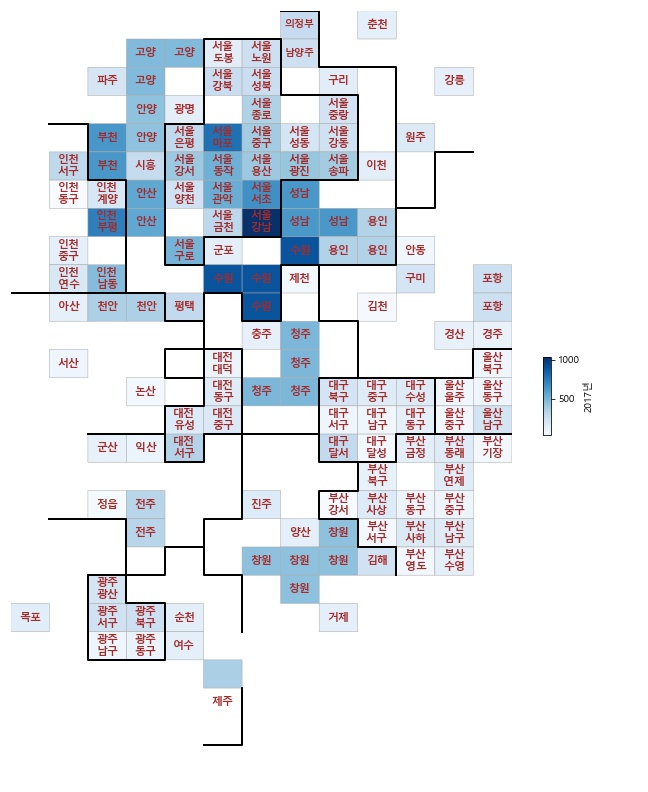 의정부 춘천
고양 고양 서울 도봉 서울 노원 남양주
파주 고양 서울 강북 서울 성북 구리 강릉
안양 광명 서울 종로 서울 중랑
부천 안양 서울 은평 서울 마포 서울 중구 서울 성동 서울 강동 원주
인천 서구 부천 시흥 서울 강서 서울 동작 서울 용산 서울 광진 서울 송파 이천
인천 동구 인천 계양 안산 서울 양천 서울 관악 서울 서초 성남
인천 부평 안산 서울 금천 서울 강남 성남 성남 용인
인천 중구 서울 구로 군포 수원 용인 용인 안동
인천 연수 인천 남동 수원 수원 제천 구미 포항
아산 천안 천안 평택 수원 김천 포항
충주 청주 경산 경주
서산 대전 대덕 청주 울산 북구
논산 대전 동구 청주 청주 대구 북구 대구 중구 대구 수성 울산 울주 울산 동구
대전 유성 대전 중구 대구 서구 대구 남구 대구 동구 울산 중구 울산 남구
군산 익산 대전 서구 대구 달서 대구 달성 부산 금정 부산 동래 부산 기장
부산 북구 부산 연제
정읍 전주 진주 부산 강서 부산 사상 부산 동구 부산 중구
전주 양산 창원 부산 서구 부산 사하 부산 남구
창원 창원 창원 김해 부산 영도 부산 수영
광주 광산 창원
목포 광주 서구 광주 북구 순천 거제
광주 남구 광주 동구 여수
제주
1000
500
2017년